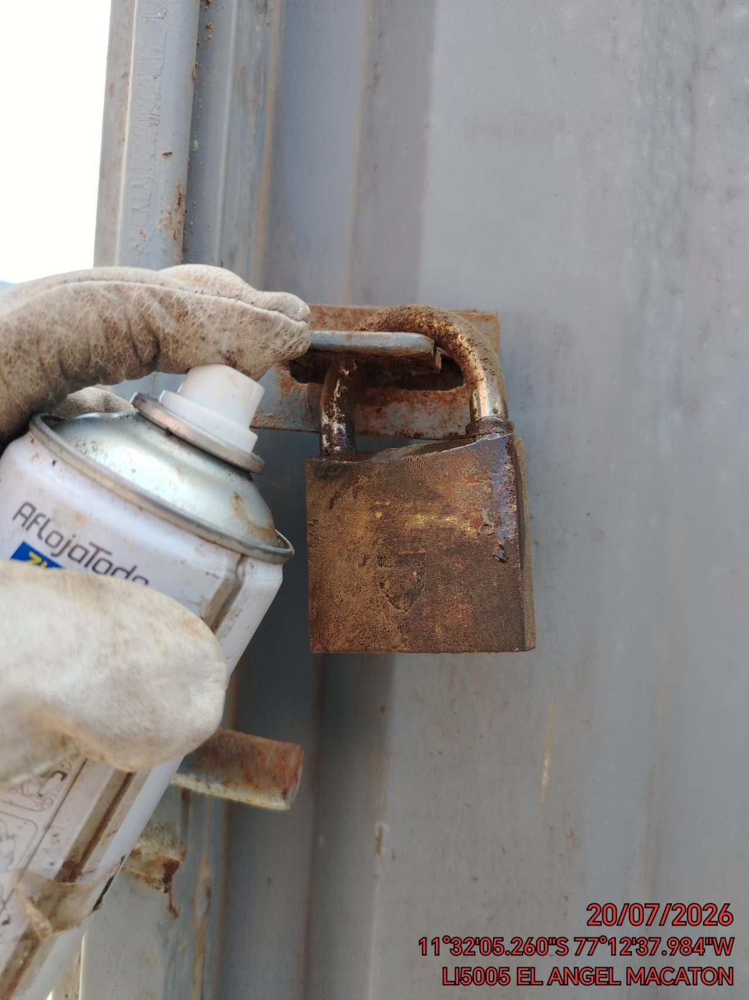 AflojaTodo
20/07/2026
11°32'05.260"S 77°12'37.984"W
LI5005 EL ANGEL MACATON